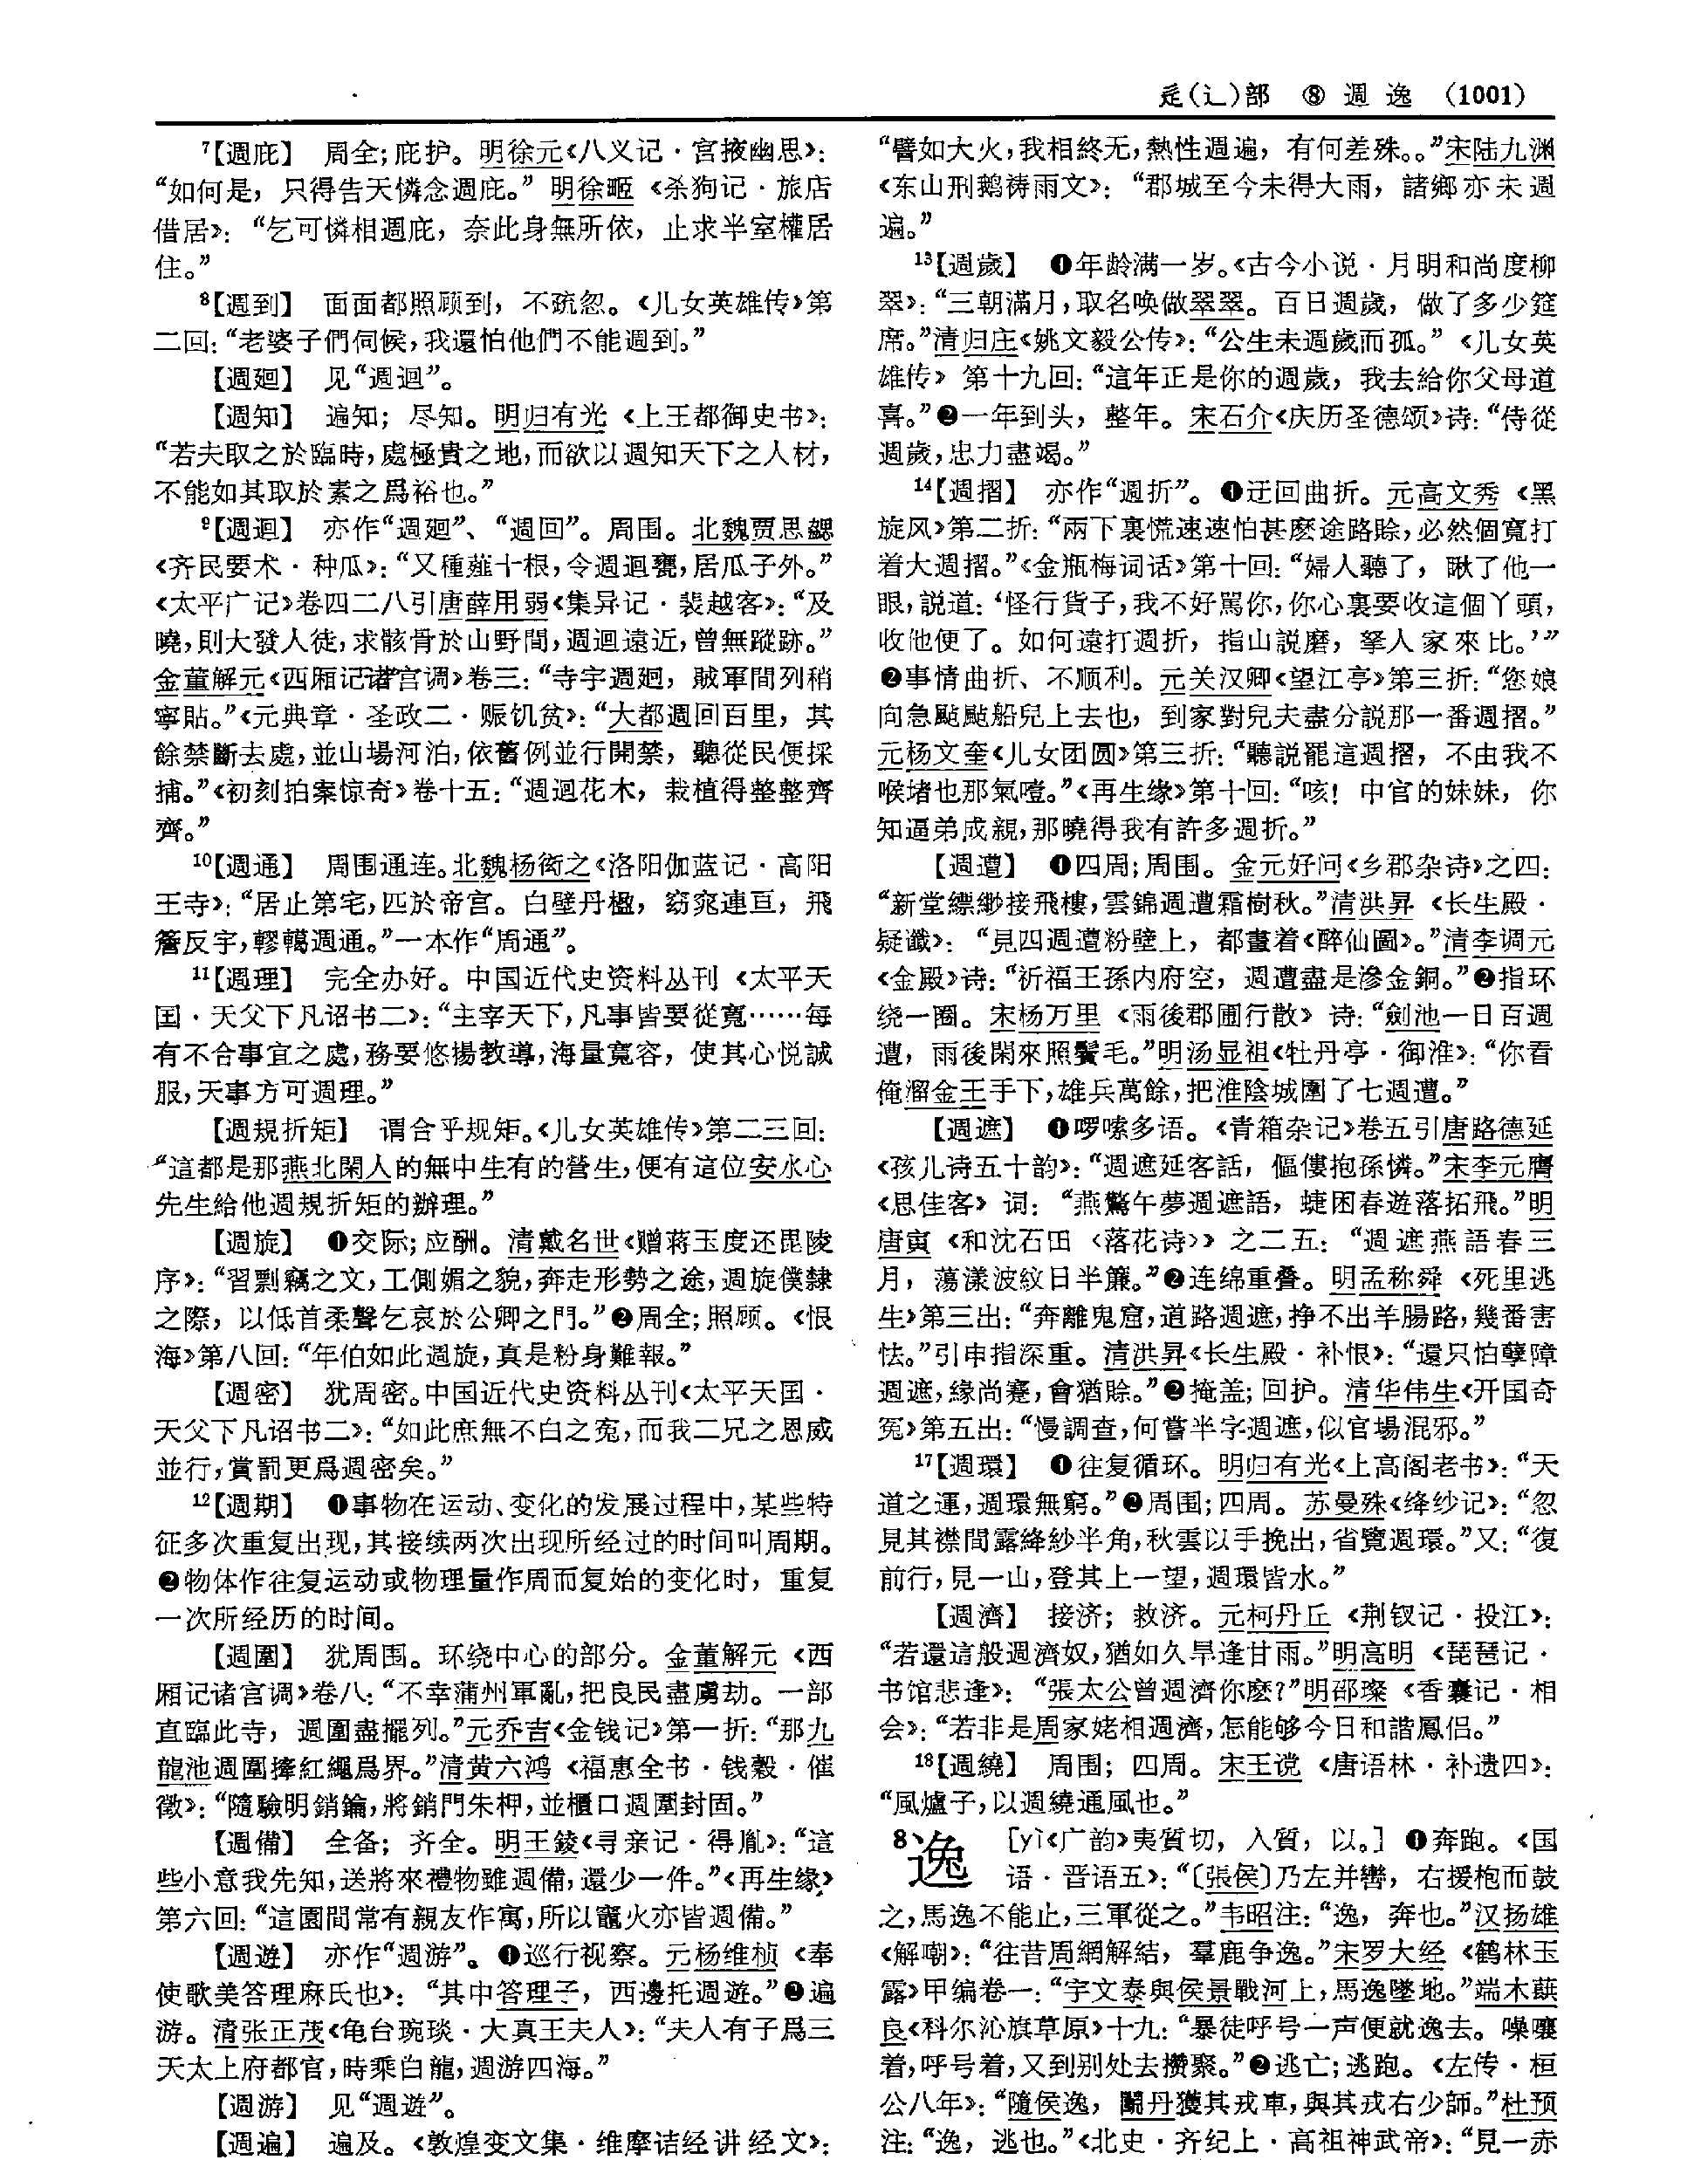 辵(辶)部 ⑧ 週 逸 (1001)
7【週庇】 周全;庇护。明徐元《八义记·宫掖幽思》:
“如何是，只得告天憐念週庇。” 明徐𤱹《杀狗记·旅店
借居》:“乞可憐相週庇，奈此身無所依，止求半室權居
住。”
8【週到】 面面都照顾到，不疏忽。《儿女英雄传》第
二回:“老婆子們伺候，我還怕他們不能週到。”
【週廻】 见“週迴”。
【週知】 遍知；尽知。明归有光《上王都御史书》:
“若夫取之於臨時，處極貴之地，而欲以週知天下之人材，
不能如其取於素之爲裕也。”
9【週迴】 亦作“週廻”、“週回”。周围。北魏贾思勰
《齐民要术·种瓜》:“又種薤十根，令週迴甕，居瓜子外。”
《太平广记》卷四二八引唐薛用弱《集异记·裴越客》:“及
曉，則大發人徒，求骸骨於山野間，週迴遠近，曾無蹤跡。”
金董解元《西厢记诸宫调》卷三:“寺宇週廻，賊軍間列稍
寧貼。”《元典章·圣政二·赈饥贫》:“大都週回百里，其
餘禁斷去處，並山場河泊，依舊例並行開禁，聽從民便採
捕。”《初刻拍案惊奇》卷十五:“週迴花木，栽植得整整齊
齊。”
10【週通】 周围通连。北魏杨衒之《洛阳伽蓝记·高阳
王寺》:“居止第宅，匹於帝宫。白壁丹楹，窈窕連亘，飛
簷反宇，轇轕週通。”一本作“周通”。
11【週理】 完全办好。中国近代史资料丛刊《太平天
囯·天父下凡诏书二》:“主宰天下，凡事皆要從寬……每
有不合事宜之處，務要悠揚教導，海量寬容，使其心悦誠
服，天事方可週理。”
【週規折矩】 谓合乎规矩。《儿女英雄传》第二三回:
“這都是那燕北閑人的無中生有的營生，便有這位安水心
先生給他週規折矩的辦理。”
【週旋】 ❶交际；应酬。清戴名世《赠蒋玉度还毘陵
序》:“習剽竊之文，工側媚之貌，奔走形勢之途，週旋僕隸
之際，以低首柔聲乞哀於公卿之門。”❷周全；照顾。《恨
海》第八回:“年伯如此週旋，真是粉身難報。”
【週密】 犹周密。中国近代史资料丛刊《太平天囯·
天父下凡诏书二》:“如此庶無不白之冤，而我二兄之恩威
並行，賞罰更爲週密矣。”
12【週期】 ❶事物在运动、变化的发展过程中，某些特
征多次重复出现，其接续两次出现所经过的时间叫周期。
❷物体作往复运动或物理量作周而复始的变化时，重复
一次所经历的时间。
【週圍】 犹周围。环绕中心的部分。金董解元《西
厢记诸宫调》卷八:“不幸蒲州軍亂，把良民盡虜劫。一部
直臨此寺，週圍盡擺列。”元乔吉《金钱记》第一折:“那九
龍池週圍擡紅繩爲界。”清黄六鸿《福惠全书·钱穀·催
徵》:“隨驗明銷鑰，將銷門朱柙，並櫃口週圍封固。”
【週備】 全备；齐全。明王錂《寻亲记·得胤》:“這
些小意我先知，送將來禮物雖週備，還少一件。”《再生缘》
第六回:“這園間常有親友作寓，所以竈火亦皆週備。”
【週遊】 亦作“週游”。❶巡行视察。元杨维桢《奉
使歌美答理麻氏也》:“其中答理子，西邊托週遊。”❷遍
游。清张正茂《龟台琬琰·大真王夫人》:“夫人有子爲三
天太上府都官，時乘白龍，週游四海。”
【週游】 见“週遊”。
【週遍】 遍及。《敦煌变文集·维摩诘经讲经文》:
“譬如大火，我相終无，熱性週遍，有何差殊。。”宋陆九渊
《东山刑鹅祷雨文》:“郡城至今未得大雨，諸鄉亦未週
遍。”
13【週歲】 ❶年龄满一岁。《古今小说·月明和尚度柳
翠》:“三朝滿月，取名唤做翠翠。百日週歲，做了多少筵
席。”清归庄《姚文毅公传》:“公生未週歲而孤。”《儿女英
雄传》第十九回:“這年正是你的週歲，我去給你父母道
喜。”❷一年到头，整年。宋石介《庆历圣德颂》诗:“侍從
週歲，忠力盡竭。”
14【週摺】 亦作“週折”。❶迂回曲折。元高文秀《黑
旋风》第二折:“兩下裏慌速速怕甚麽途路賒，必然個寬打
着大週摺。”《金瓶梅词话》第十回:“婦人聽了，瞅了他一
眼，説道:‘怪行貨子，我不好駡你，你心裏要收這個丫頭，
收他便了。如何遠打週折，指山説磨，拏人家來比。’”
❷事情曲折、不顺利。元关汉卿《望江亭》第三折:“您娘
向急颭颭船兒上去也，到家對兒夫盡分説那一番週摺。”
元杨文奎《儿女团圆》第三折:“聽説罷這週摺，不由我不
喉堵也那氣噎。”《再生缘》第十回:“咳！中官的妹妹，你
知逼弟成親，那曉得我有許多週折。”
【週遭】 ❶四周；周围。金元好问《乡郡杂诗》之四:
“新堂縹緲接飛樓，雲錦週遭霜樹秋。”清洪昇《长生殿·
疑谶》:“見四週遭粉壁上，都畫着《醉仙圖》。”清李调元
《金殿》诗:“祈福王孫内府空，週遭盡是滲金銅。”❷指环
绕一圈。宋杨万里《雨後郡圃行散》诗:“劍池一日百週
遭，雨後閑來照鬢毛。”明汤显祖《牡丹亭·御淮》:“你看
俺溜金王手下，雄兵萬餘，把淮陰城圍了七週遭。”
【週遮】 ❶啰嗦多语。《青箱杂记》卷五引唐路德延
《孩儿诗五十韵》:“週遮延客話，傴僂抱孫憐。”宋李元膺
《思佳客》词:“燕驚午夢週遮語，蜨困春遊落拓飛。”明
唐寅《和沈石田〈落花诗〉》之二五:“週遮燕語春三
月，蕩漾波紋日半簾。”❷连绵重叠。明孟称舜《死里逃
生》第三出:“奔離鬼窟，道路週遮，挣不出羊腸路，幾番害
怯。”引申指深重。清洪昇《长生殿·补恨》:“還只怕孽障
週遮，緣尚蹇，會猶賒。”❷掩盖；回护。清华伟生《开国奇
冤》第五出:“慢調查，何嘗半字週遮，似官場混邪。”
17【週環】 ❶往复循环。明归有光《上高阁老书》:“天
道之運，週環無窮。”❷周围；四周。苏曼殊《绛纱记》:“忽
見其襟間露絳紗半角，秋雲以手挽出，省覽週環。”又:“復
前行，見一山，登其上一望，週環皆水。”
【週濟】 接济；救济。元柯丹丘《荆钗记·投江》:
“若還這般週濟奴，猶如久旱逢甘雨。”明高明《琵琶记·
书馆悲逢》:“張太公曾週濟你麽？”明邵璨《香囊记·相
会》:“若非是周家姥相週濟，怎能够今日和諧鳳侣。”
18【週繞】 周围；四周。宋王谠《唐语林·补遗四》:
“風爐子，以週繞通風也。”
8逸 [yì《广韵》夷質切，入質，以。] ❶奔跑。《国
语·晋语五》:“〔張侯〕乃左并轡，右援枹而鼓
之，馬逸不能止，三軍從之。”韦昭注:“逸，奔也。”汉扬雄
《解嘲》:“往昔周網解結，羣鹿争逸。”宋罗大经《鹤林玉
露》甲编卷一:“宇文泰與侯景戰河上，馬逸墜地。”端木蕻
良《科尔沁旗草原》十九:“暴徒呼号一声便就逸去。噪嚷
着，呼号着，又到别处去攒聚。”❷逃亡；逃跑。《左传·桓
公八年》:“隨侯逸，鬬丹獲其戎車，與其戎右少師。”杜预
注:“逸，逃也。”《北史·齐纪上·高祖神武帝》:“見一赤